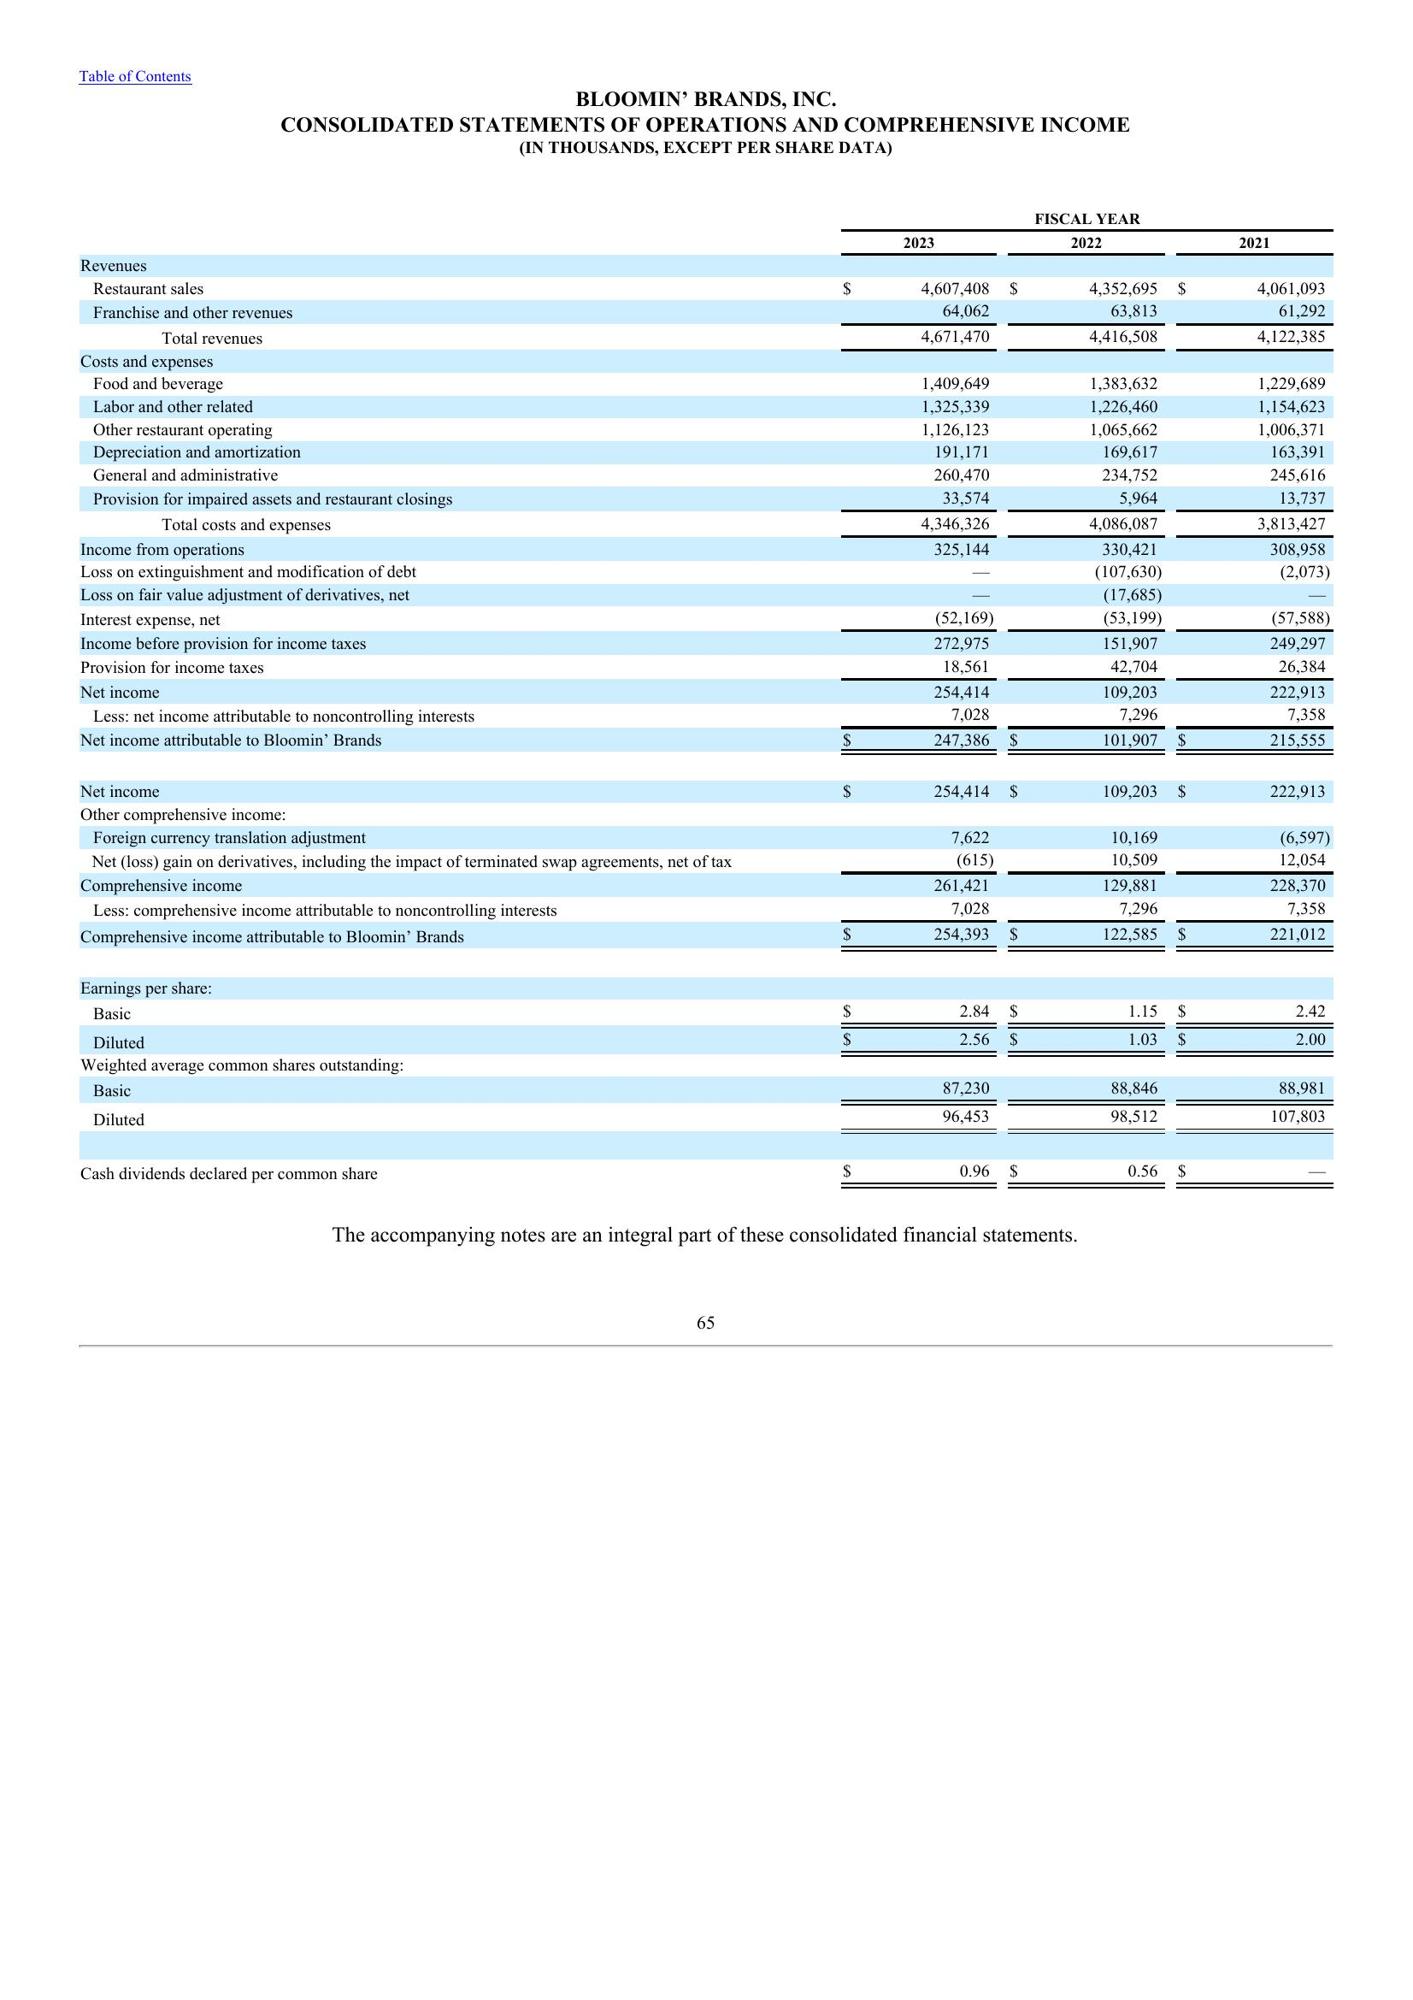 Table of Contents
BLOOMIN’ BRANDS, INC.
CONSOLIDATED STATEMENTS OF OPERATIONS AND COMPREHENSIVE INCOME
(IN THOUSANDS, EXCEPT PER SHARE DATA)
FISCAL YEAR
2023 2022 2021
Revenues
Restaurant sales $ 4,607,408 $ 4,352,695 $ 4,061,093
Franchise and other revenues 64,062 63,813 61,292
Total revenues 4,671,470 4,416,508 4,122,385
Costs and expenses
Food and beverage 1,409,649 1,383,632 1,229,689
Labor and other related 1,325,339 1,226,460 1,154,623
Other restaurant operating 1,126,123 1,065,662 1,006,371
Depreciation and amortization 191,171 169,617 163,391
General and administrative 260,470 234,752 245,616
Provision for impaired assets and restaurant closings 33,574 5,964 13,737
Total costs and expenses 4,346,326 4,086,087 3,813,427
Income from operations 325,144 330,421 308,958
Loss on extinguishment and modification of debt — (107,630) (2,073)
Loss on fair value adjustment of derivatives, net — (17,685) —
Interest expense, net (52,169) (53,199) (57,588)
Income before provision for income taxes 272,975 151,907 249,297
Provision for income taxes 18,561 42,704 26,384
Net income 254,414 109,203 222,913
Less: net income attributable to noncontrolling interests 7,028 7,296 7,358
Net income attributable to Bloomin’ Brands $ 247,386 $ 101,907 $ 215,555
Net income $ 254,414 $ 109,203 $ 222,913
Other comprehensive income:
Foreign currency translation adjustment 7,622 10,169 (6,597)
Net (loss) gain on derivatives, including the impact of terminated swap agreements, net of tax (615) 10,509 12,054
Comprehensive income 261,421 129,881 228,370
Less: comprehensive income attributable to noncontrolling interests 7,028 7,296 7,358
Comprehensive income attributable to Bloomin’ Brands $ 254,393 $ 122,585 $ 221,012
Earnings per share:
Basic $ 2.84 $ 1.15 $ 2.42
Diluted $ 2.56 $ 1.03 $ 2.00
Weighted average common shares outstanding:
Basic 87,230 88,846 88,981
Diluted 96,453 98,512 107,803
Cash dividends declared per common share $ 0.96 $ 0.56 $ —
The accompanying notes are an integral part of these consolidated financial statements.
65